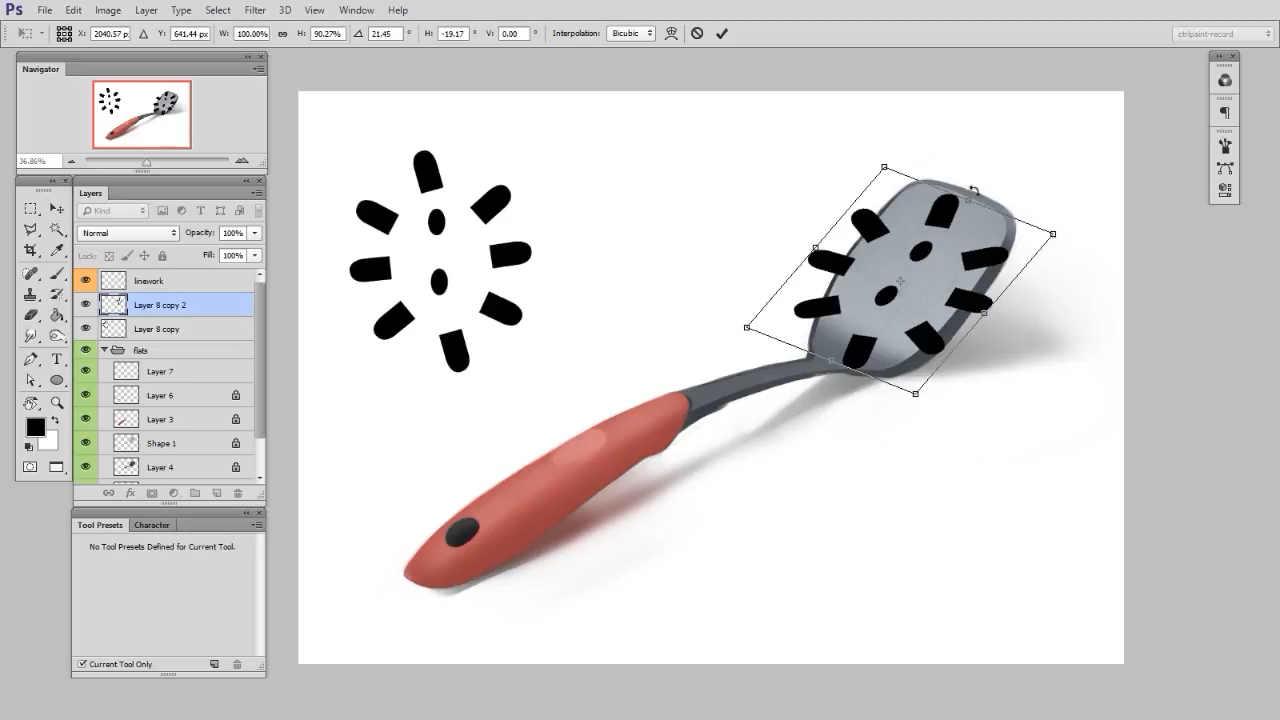 Ps File Edit Image Layer Type Select Filter 3D View Window Help
X: 2040.57 p: Y: 641.44 px W: 100.00% H: 90.27% 21.45 ° H: -19.17 ° V: 0.00 ° Interpolation: Bicubic ctrlpaint-record
Navigator
36.86%
Layers
Kind
Normal Opacity: 100%
Lock: Fill: 100%
linework
Layer 8 copy 2
Layer 8 copy
flats
Layer 7
Layer 6
Layer 3
Shape 1
Layer 4
fx
Tool Presets Character
No Tool Presets Defined for Current Tool.
Current Tool Only